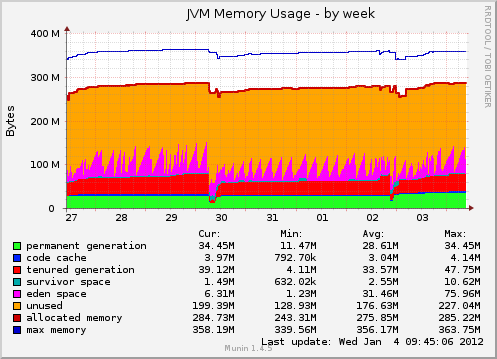 JVM Memory Usage - by week
RRDTOOL / TOBI OETIKER
Bytes
400 M
300 M
200 M
100 M
0
27 28 29 30 31 01 02 03
Cur: Min: Avg: Max:
permanent generation 34.45M 11.47M 28.61M 34.45M
code cache 3.97M 792.70k 3.04M 4.14M
tenured generation 39.12M 4.11M 33.57M 47.75M
survivor space 1.49M 632.02k 2.55M 10.62M
eden space 6.31M 1.23M 31.46M 75.96M
unused 199.39M 128.93M 176.63M 227.04M
allocated memory 284.73M 243.31M 275.85M 285.22M
max memory 358.19M 339.56M 356.17M 363.75M
Last update: Wed Jan 4 09:45:06 2012
Munin 1.4.5